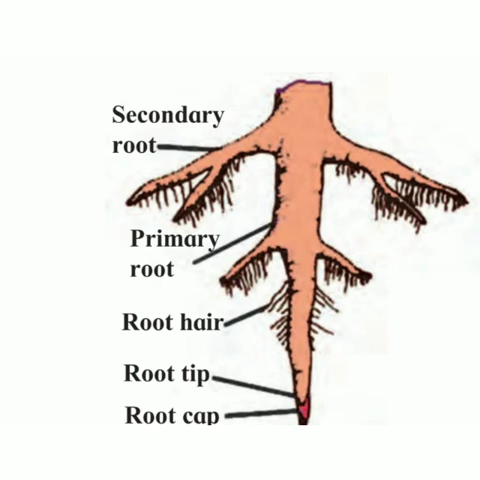 Secondary
root
Primary
root
Root hair
Root tip
Root cap